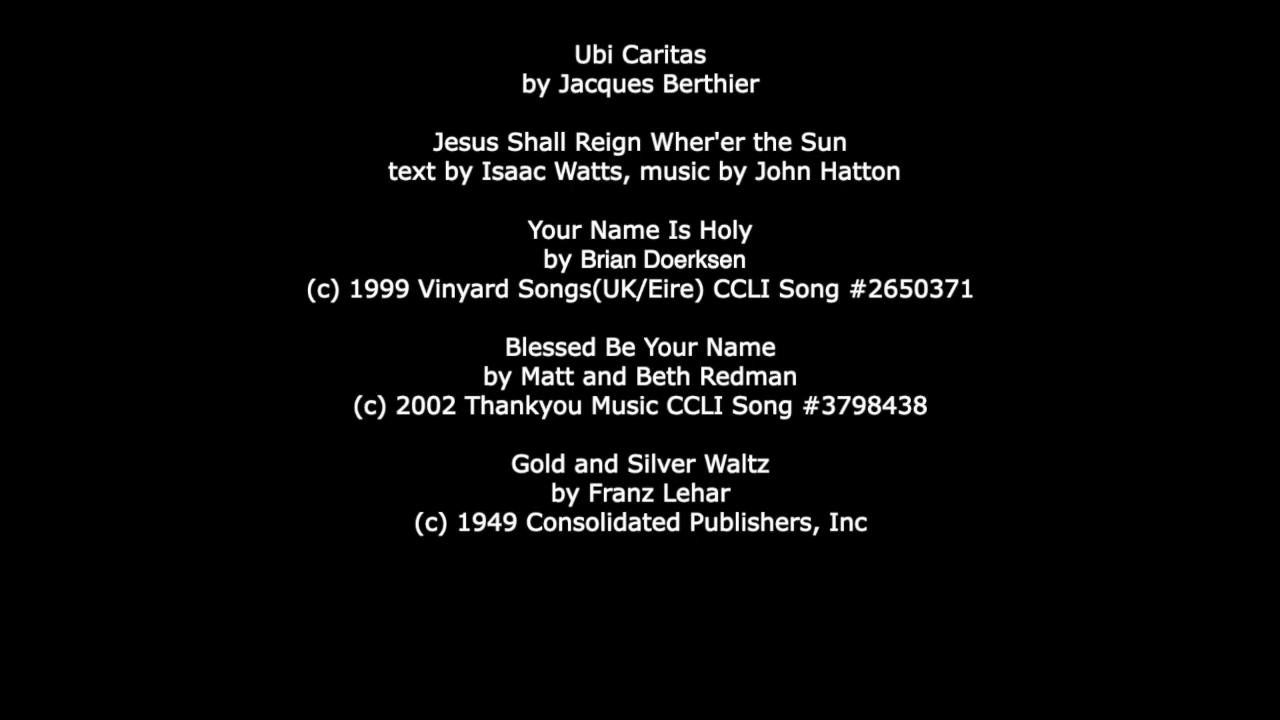 Ubi Caritas
by Jacques Berthier
Jesus Shall Reign Wher'er the Sun
text by Isaac Watts, music by John Hatton
Your Name Is Holy
by Brian Doerksen
(c) 1999 Vinyard Songs(UK/Eire) CCLI Song #2650371
Blessed Be Your Name
by Matt and Beth Redman
(c) 2002 Thankyou Music CCLI Song #3798438
Gold and Silver Waltz
by Franz Lehar
(c) 1949 Consolidated Publishers, Inc